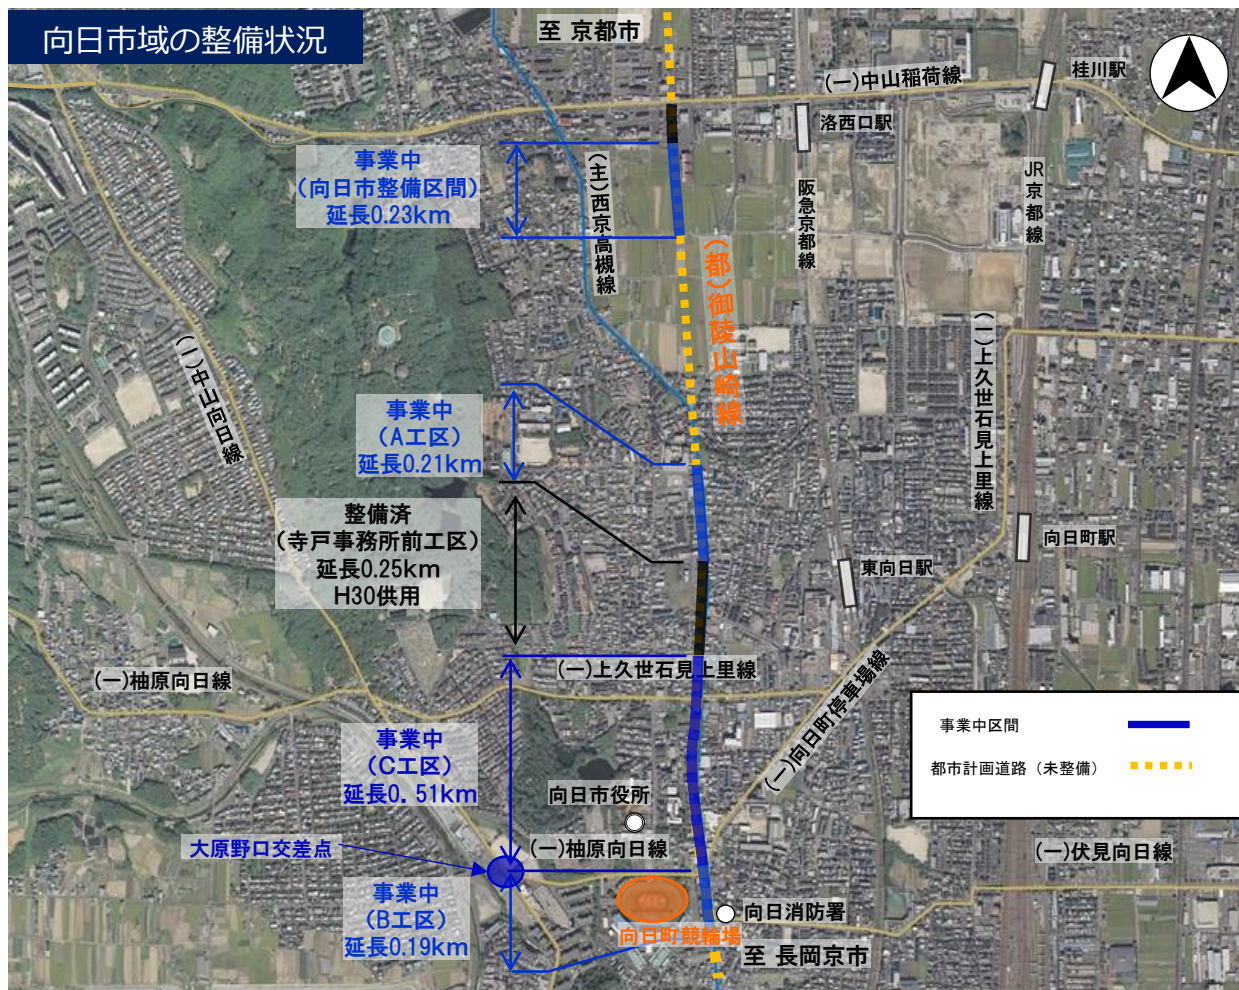 向日市域の整備状況
至 京都市
(一)中山稲荷線
桂川駅
洛西口駅
事業中
(向日市整備区間)
延長0.23km
(主)西京高槻線
阪急京都線
JR京都線
(都)御陵山崎線
(一)中山向日線
(一)上久世石見上里線
事業中
(A工区)
延長0.21km
整備済
(寺戸事務所前工区)
延長0.25km
H30供用
向日町駅
東向日駅
(一)柚原向日線
(一)上久世石見上里線
(一)向日町停車場線
事業中区間
都市計画道路(未整備)
事業中
(C工区)
延長0.51km
向日市役所
大原野口交差点
(一)柚原向日線
(一)伏見向日線
事業中
(B工区)
延長0.19km
向日消防署
向日町競輪場
至 長岡京市